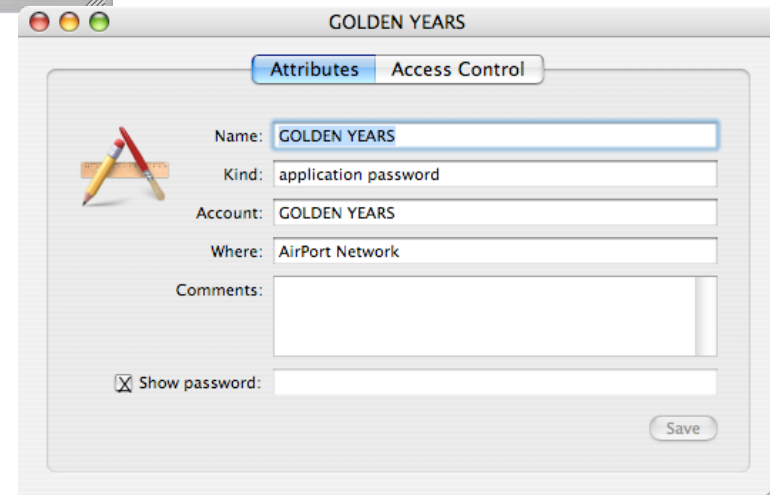 GOLDEN YEARS
Attributes Access Control
Name: GOLDEN YEARS
Kind: application password
Account: GOLDEN YEARS
Where: AirPort Network
Comments:
Show password:
Save